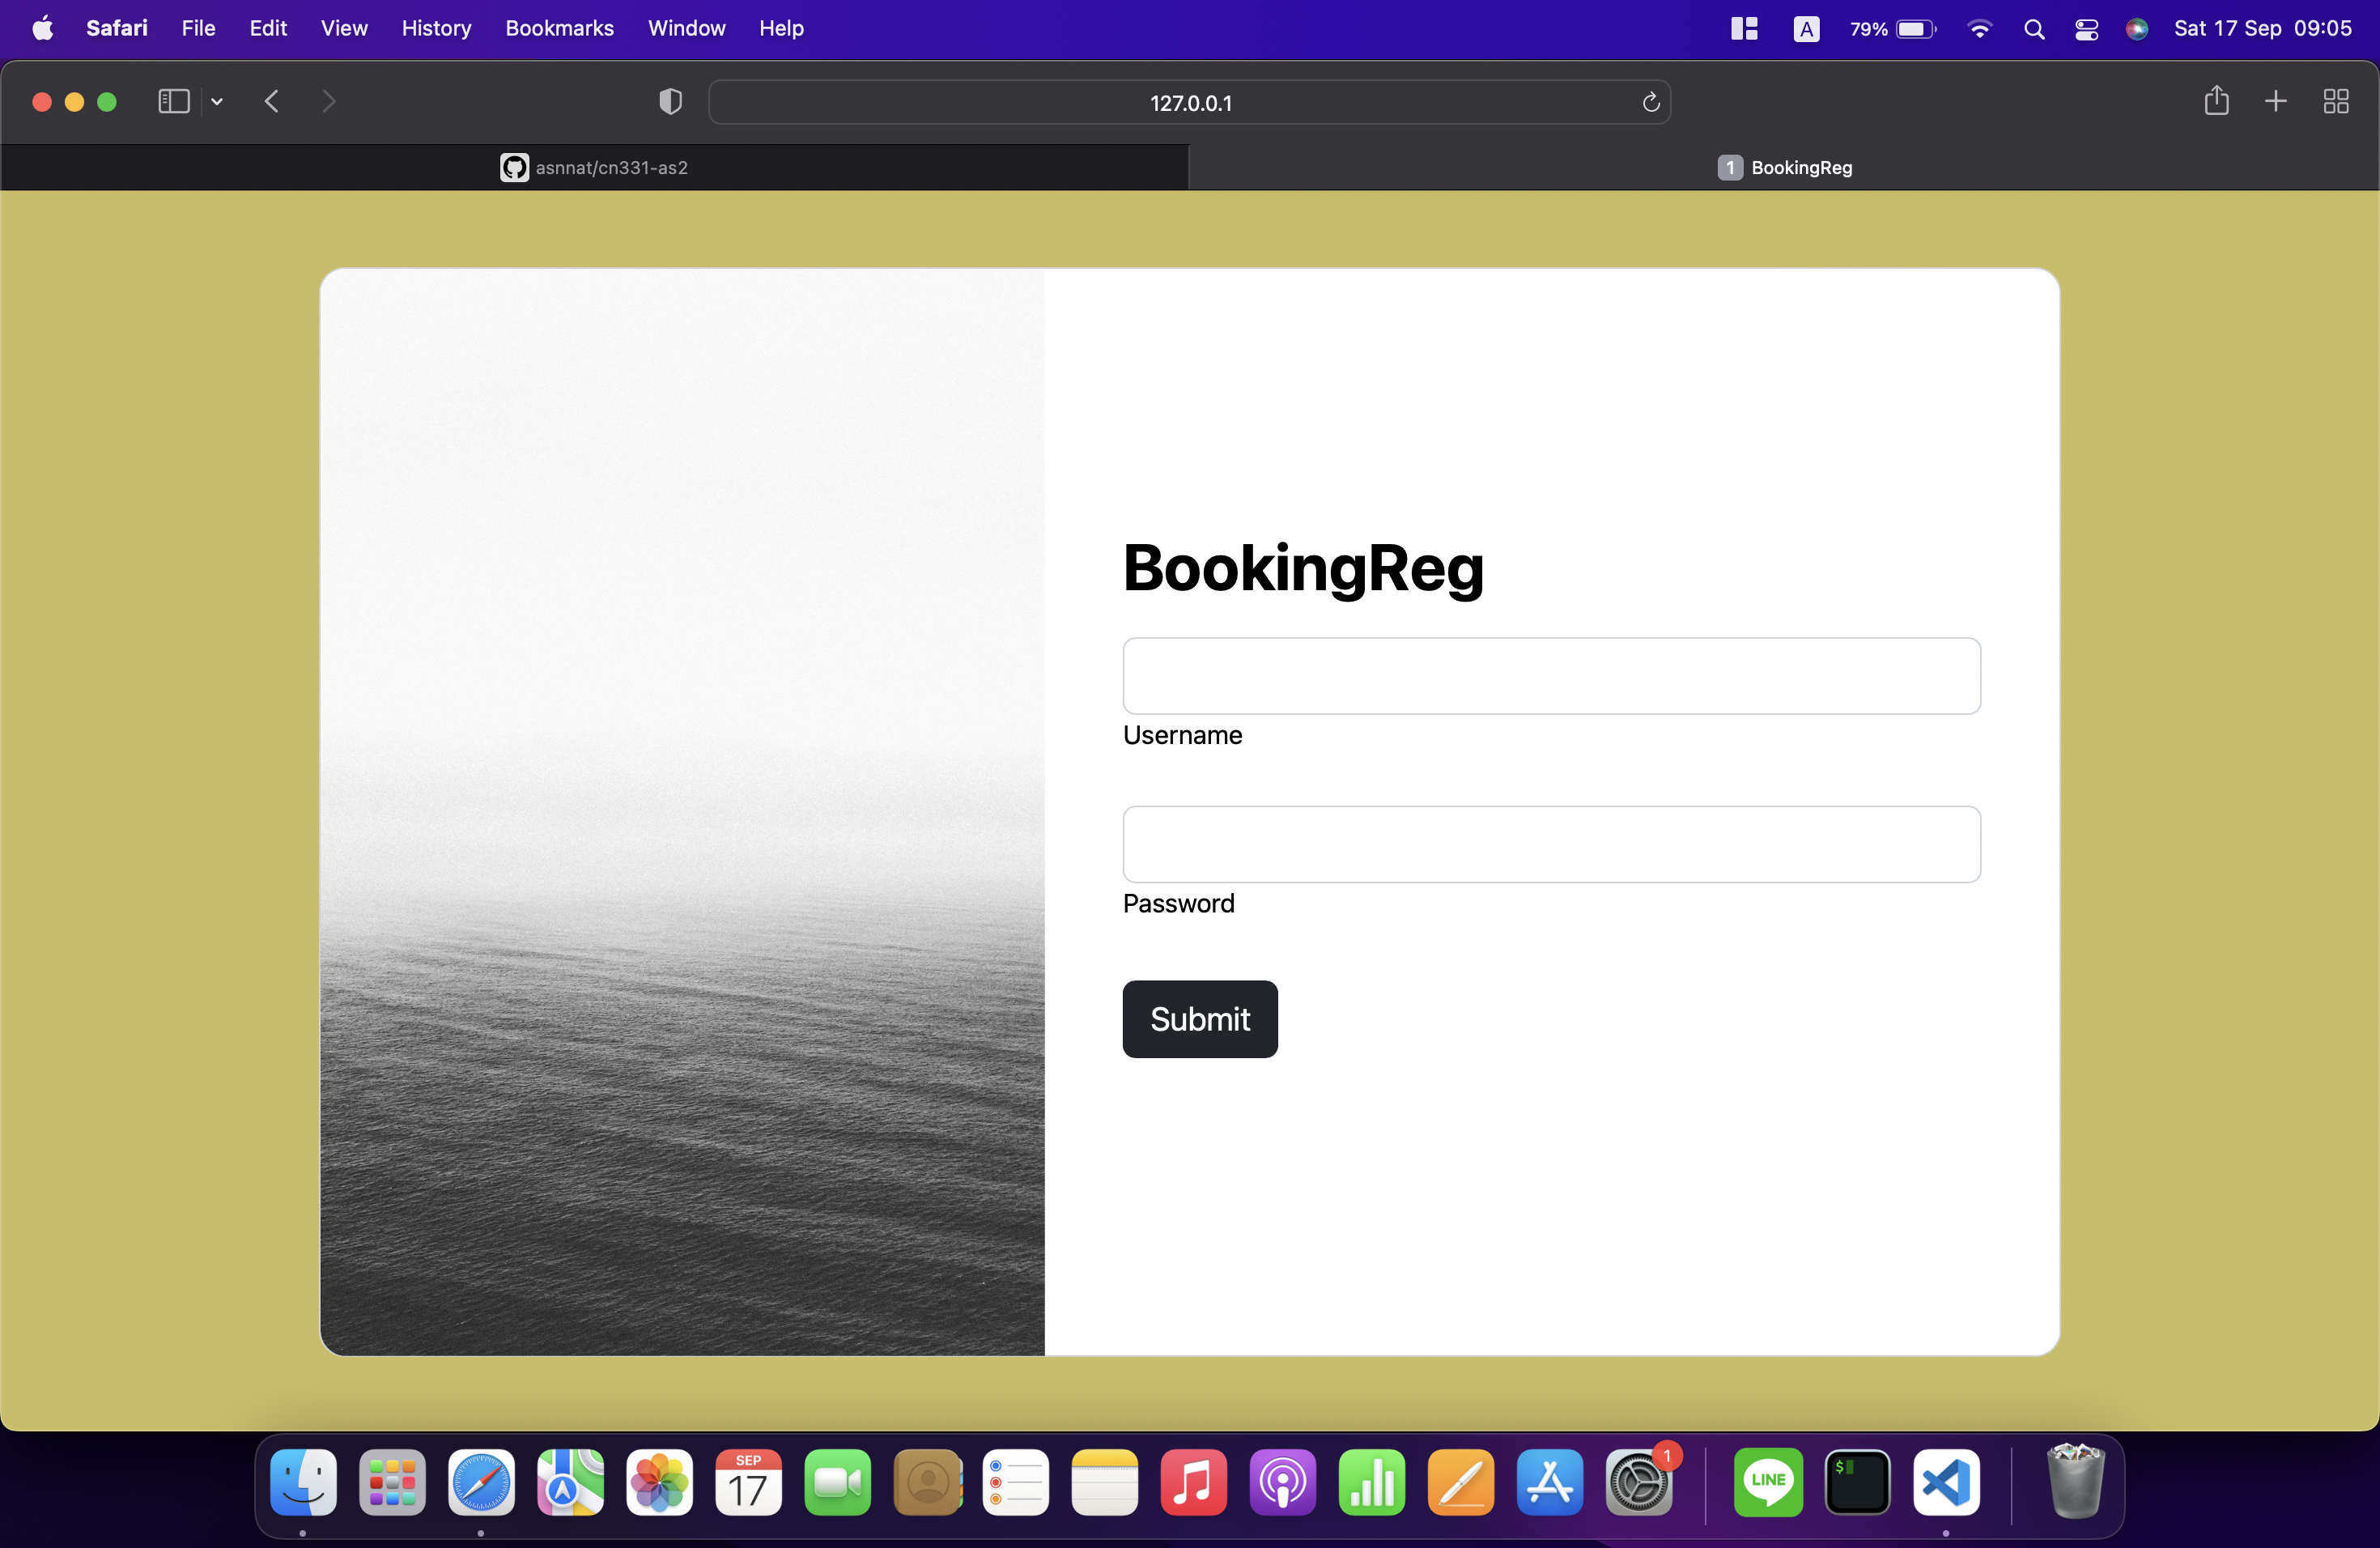 Safari File Edit View History Bookmarks Window Help A 79% Sat 17 Sep 09:05
127.0.0.1
asnnat/cn331-as2
1 BookingReg
BookingReg
Username
Password
Submit
SEP
17
1
LINE
$